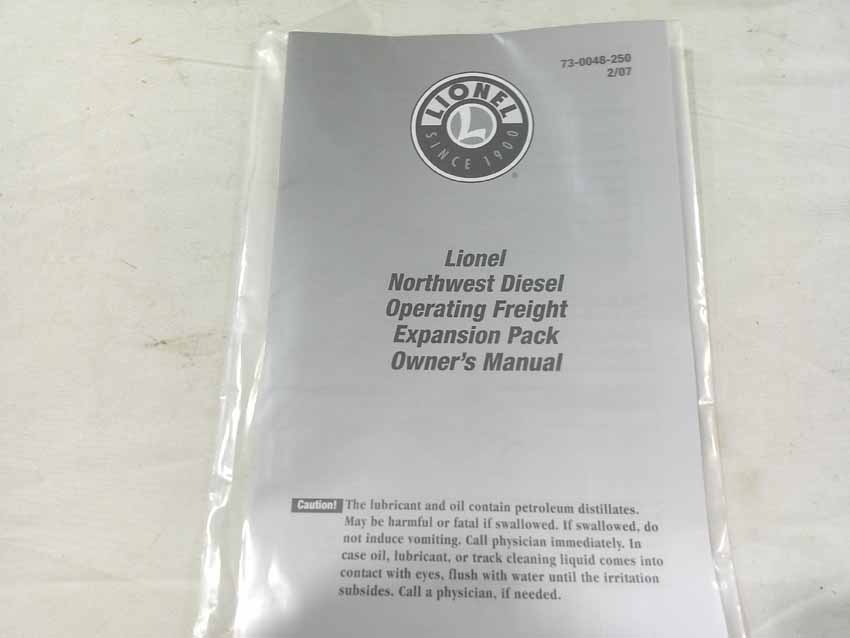 73-0048-250
2/07
LIONEL
L
SINCE 1900
®
Lionel
Northwest Diesel
Operating Freight
Expansion Pack
Owner's Manual
Caution! The lubricant and oil contain petroleum distillates.
May be harmful or fatal if swallowed. If swallowed, do
not induce vomiting. Call physician immediately. In
case oil, lubricant, or track cleaning liquid comes into
contact with eyes, flush with water until the irritation
subsides. Call a physician, if needed.